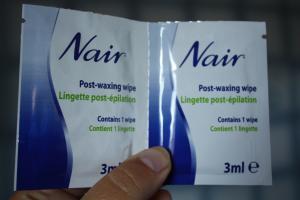 Nair
Post-waxing wipe
Lingette post-épilation
Contains 1 wipe
Contient 1 lingette
3ml
Nair
Post-waxing wipe
Lingette post-épilation
Contains 1 wipe
Contient 1 lingette
3ml e